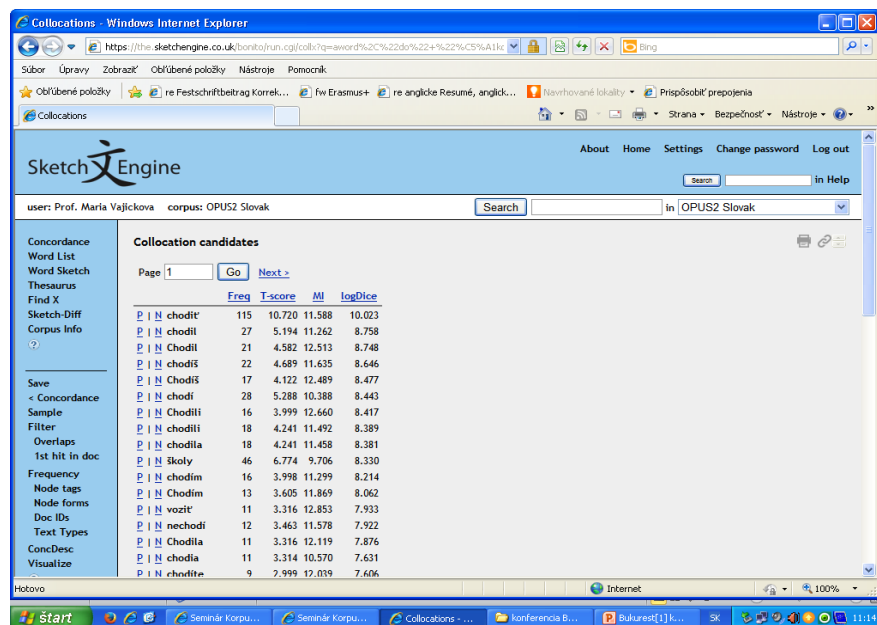 Collocations - Windows Internet Explorer
https://the.sketchengine.co.uk/bonito/run.cgi/collx?q=aword%2C%22do%22+%22%C5%A1kc
Bing
Súbor Úpravy Zobraziť Obľúbené položky Nástroje Pomocník
Obľúbené položky re Festschriftbeitrag Korrek... fw Erasmus+ re anglicke Resumé, anglick... Navrhované lokality Prispôsobiť prepojenia
Collocations Strana Bezpečnosť Nástroje
Sketch Engine
About Home Settings Change password Log out
Search in Help
user: Prof. Maria Vajickova corpus: OPUS2 Slovak Search in OPUS2 Slovak
Concordance
Word List
Word Sketch
Thesaurus
Find X
Sketch-Diff
Corpus Info
?
Save
< Concordance
Sample
Filter
Overlaps
1st hit in doc
Frequency
Node tags
Node forms
Doc IDs
Text Types
ConcDesc
Visualize
Collocation candidates
Page 1 Go Next >
Freq T-score MI logDice
P | N chodiť 115 10.720 11.588 10.023
P | N chodil 27 5.194 11.262 8.758
P | N Chodil 21 4.582 12.513 8.748
P | N chodíš 22 4.689 11.635 8.646
P | N Chodíš 17 4.122 12.489 8.477
P | N chodí 28 5.288 10.388 8.443
P | N Chodili 16 3.999 12.660 8.417
P | N chodili 18 4.241 11.492 8.389
P | N chodila 18 4.241 11.458 8.381
P | N školy 46 6.774 9.706 8.330
P | N chodím 16 3.998 11.299 8.214
P | N Chodím 13 3.605 11.869 8.062
P | N voziť 11 3.316 12.853 7.933
P | N nechodí 12 3.463 11.578 7.922
P | N Chodila 11 3.316 12.119 7.876
P | N chodia 11 3.314 10.570 7.631
P | N chodíte 9 2.999 12.039 7.606
Hotovo Internet 100%
štart Seminár Korpu... Seminár Korpu... Collocations - ... konferencia B... Bukurest[1] k... SK 11:14